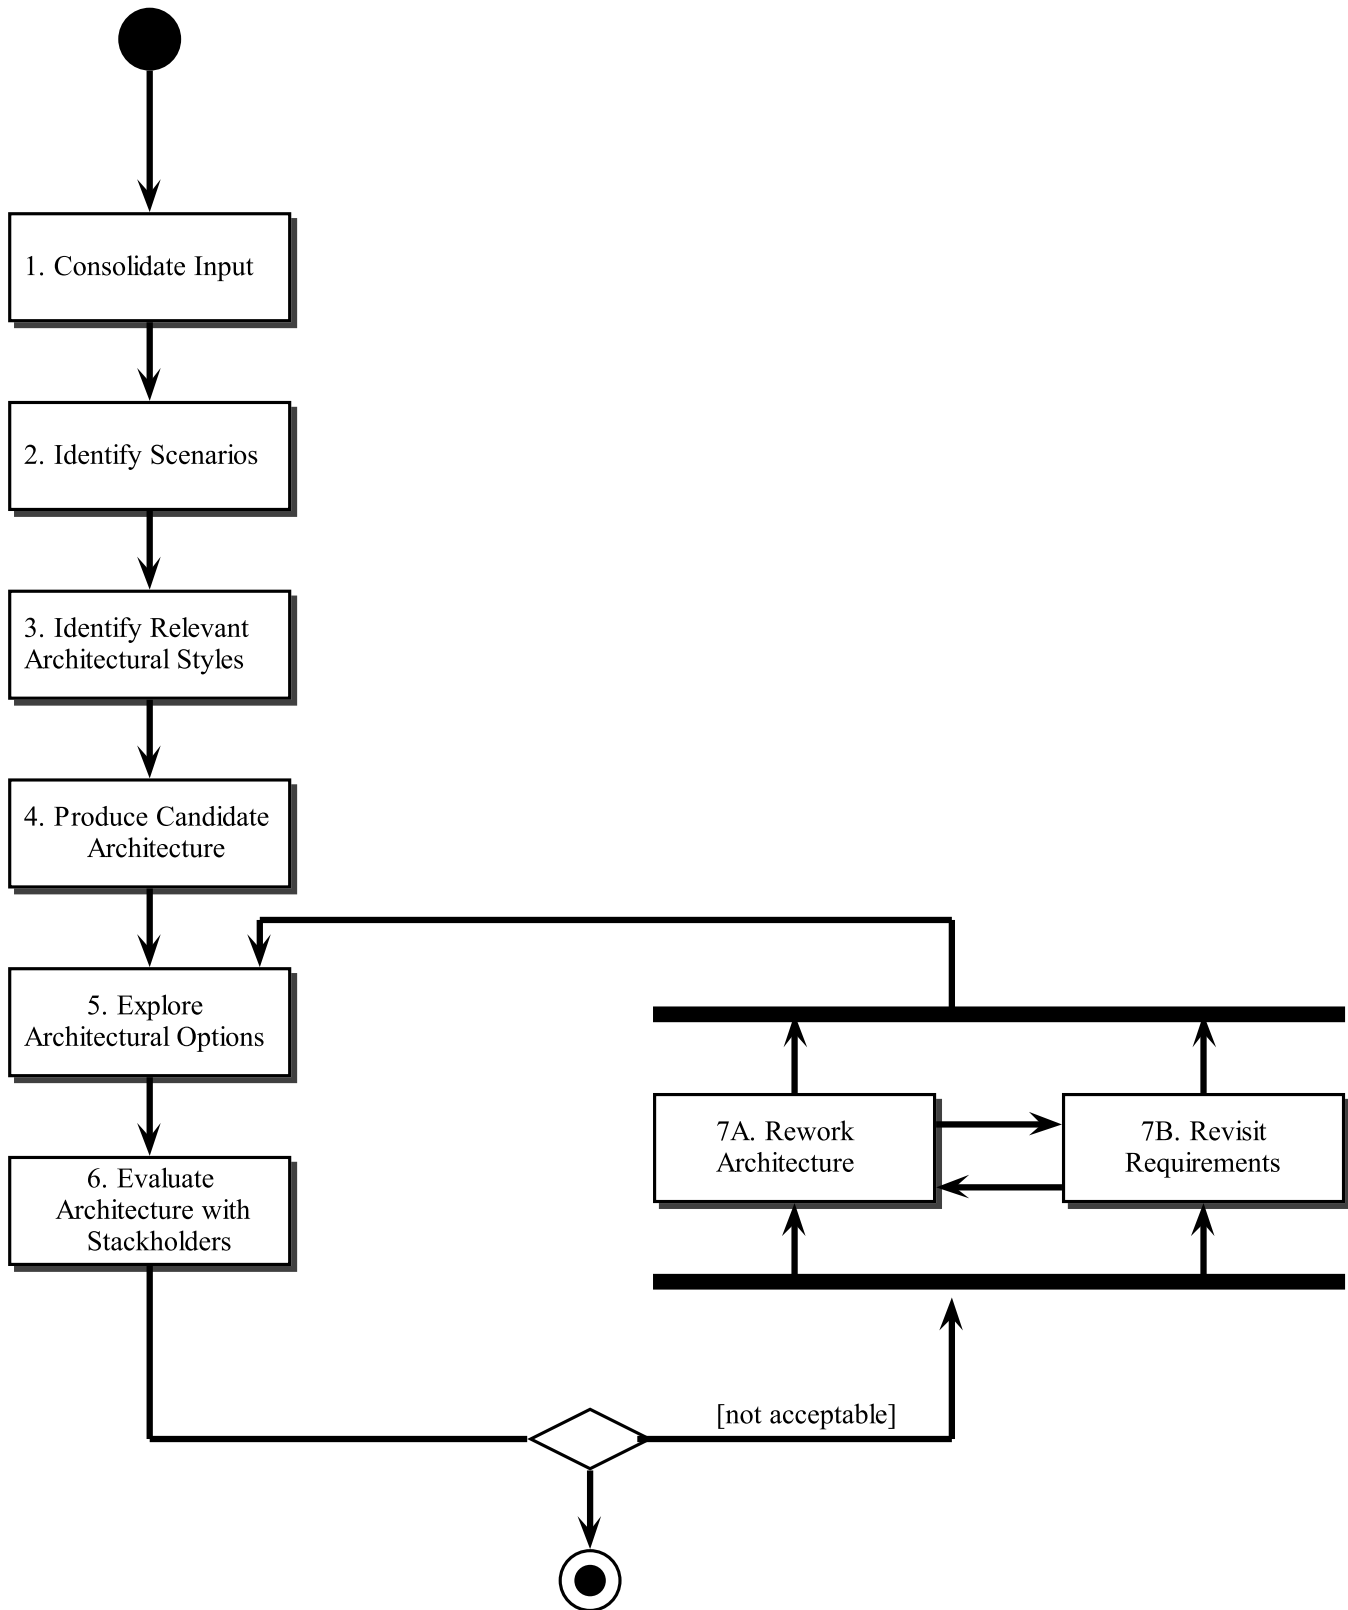 1. Consolidate Input
2. Identify Scenarios
3. Identify Relevant
Architectural Styles
4. Produce Candidate
Architecture
5. Explore
Architectural Options
6. Evaluate
Architecture with
Stackholders
7A. Rework
Architecture
7B. Revisit
Requirements
[not acceptable]